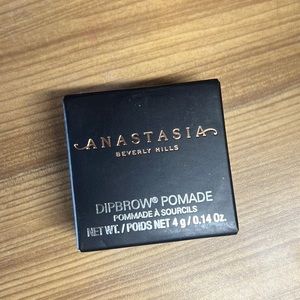 ANASTASIA
BEVERLY HILLS
DIPBROW® POMADE
POMMADE À SOURCILS
NET WT. / POIDS NET 4 g / 0.14 Oz.